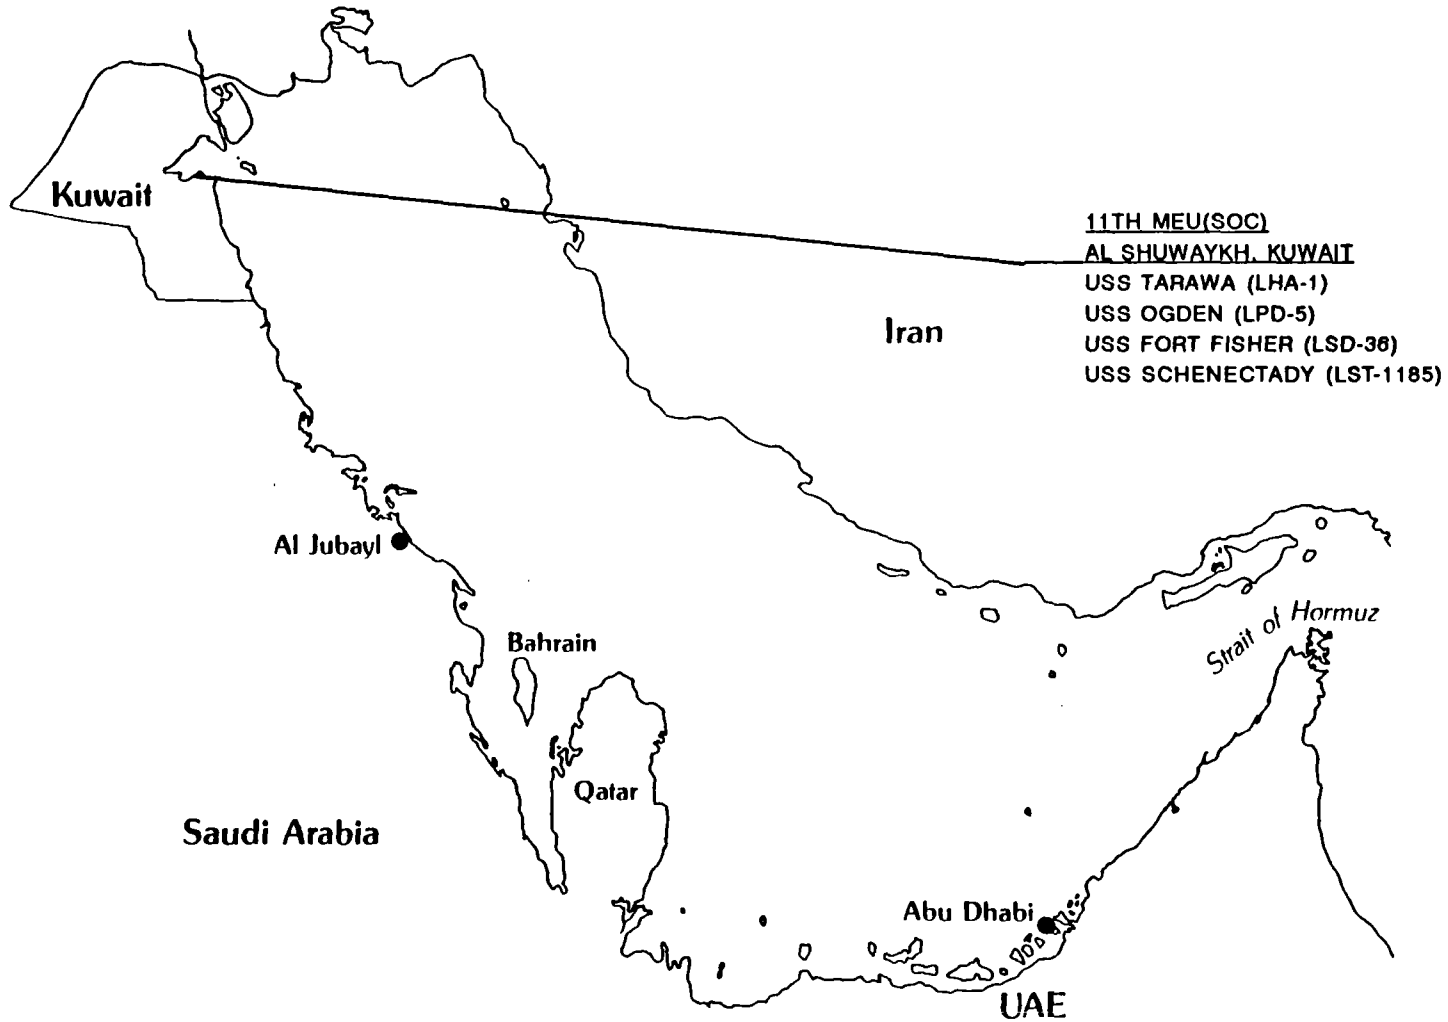 Kuwait
11TH MEU(SOC)
AL SHUWAYKH, KUWAIT
USS TARAWA (LHA-1)
USS OGDEN (LPD-5)
USS FORT FISHER (LSD-36)
USS SCHENECTADY (LST-1185)
Iran
Al Jubayl
Strait of Hormuz
Bahrain
Qatar
Saudi Arabia
Abu Dhabi
UAE